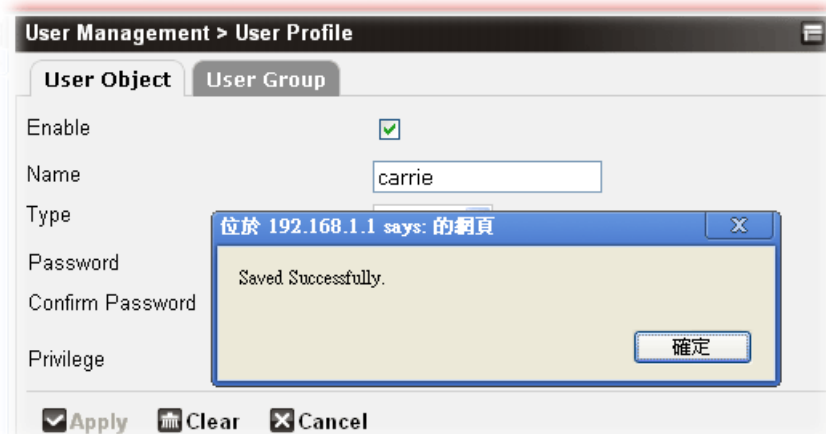 User Management > User Profile
User Object
User Group
Enable
Name
carrie
Type
位於 192.168.1.1 says: 的網頁
Password
Saved Successfully.
Confirm Password
確定
Privilege
Apply Clear Cancel